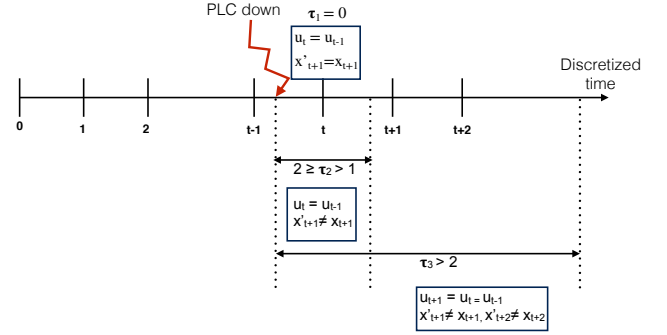 PLC down
τ₁ = 0
uₜ = uₜ₋₁
x'ₜ₊₁=xₜ₊₁
Discretized
time
0 1 2 t-1 t t+1 t+2
2 ≥ τ₂ > 1
uₜ = uₜ₋₁
x'ₜ₊₁≠ xₜ₊₁
τ₃ > 2
uₜ₊₁ = uₜ = uₜ₋₁
x'ₜ₊₁≠ xₜ₊₁, x'ₜ₊₂≠ xₜ₊₂